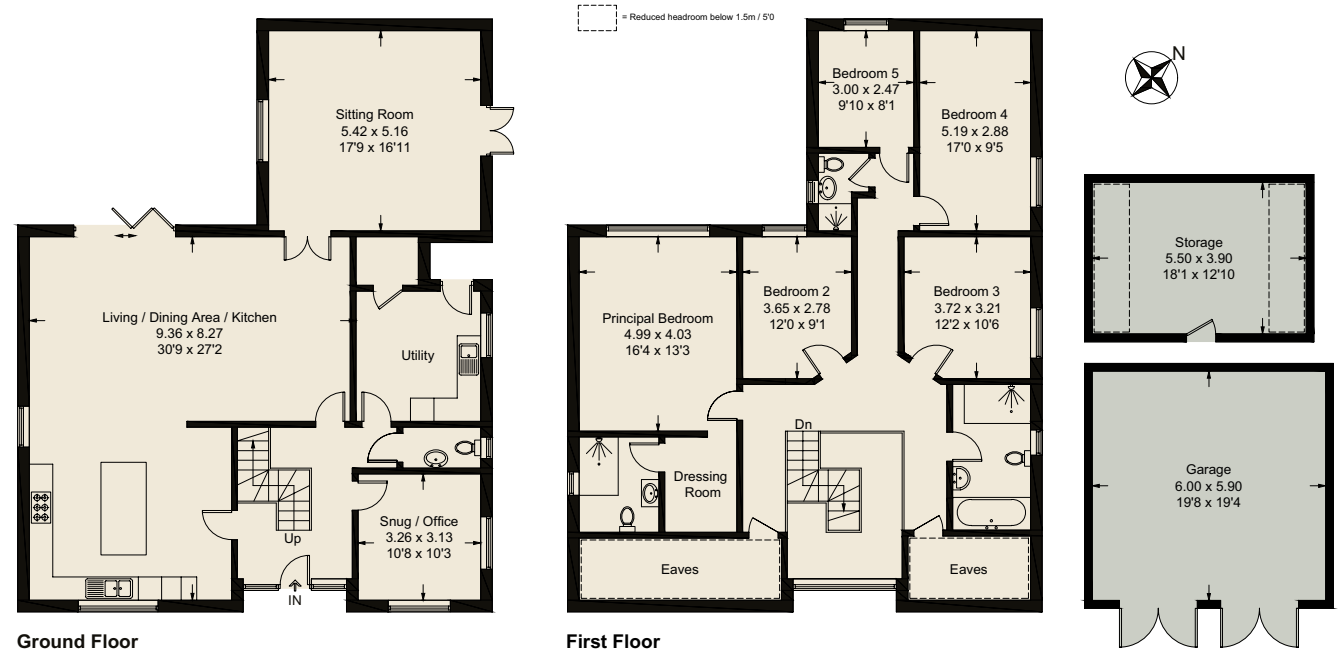 = Reduced headroom below 1.5m / 5'0
N
Sitting Room
5.42 x 5.16
17'9 x 16'11
Living / Dining Area / Kitchen
9.36 x 8.27
30'9 x 27'2
Utility
Snug / Office
3.26 x 3.13
10'8 x 10'3
Up
IN
Ground Floor
Bedroom 5
3.00 x 2.47
9'10 x 8'1
Bedroom 4
5.19 x 2.88
17'0 x 9'5
Principal Bedroom
4.99 x 4.03
16'4 x 13'3
Bedroom 2
3.65 x 2.78
12'0 x 9'1
Bedroom 3
3.72 x 3.21
12'2 x 10'6
Dn
Dressing
Room
Eaves
Eaves
First Floor
Storage
5.50 x 3.90
18'1 x 12'10
Garage
6.00 x 5.90
19'8 x 19'4